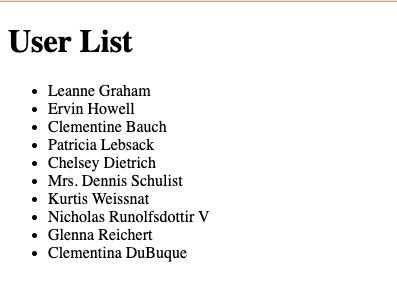 User List
• Leanne Graham
• Ervin Howell
• Clementine Bauch
• Patricia Lebsack
• Chelsey Dietrich
• Mrs. Dennis Schulist
• Kurtis Weissnat
• Nicholas Runolfsdottir V
• Glenna Reichert
• Clementina DuBuque